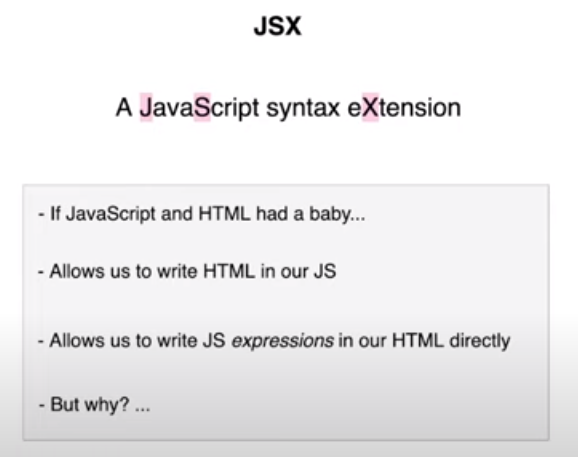 JSX
A JavaScript syntax eXtension
- If JavaScript and HTML had a baby...
- Allows us to write HTML in our JS
- Allows us to write JS expressions in our HTML directly
- But why? ...